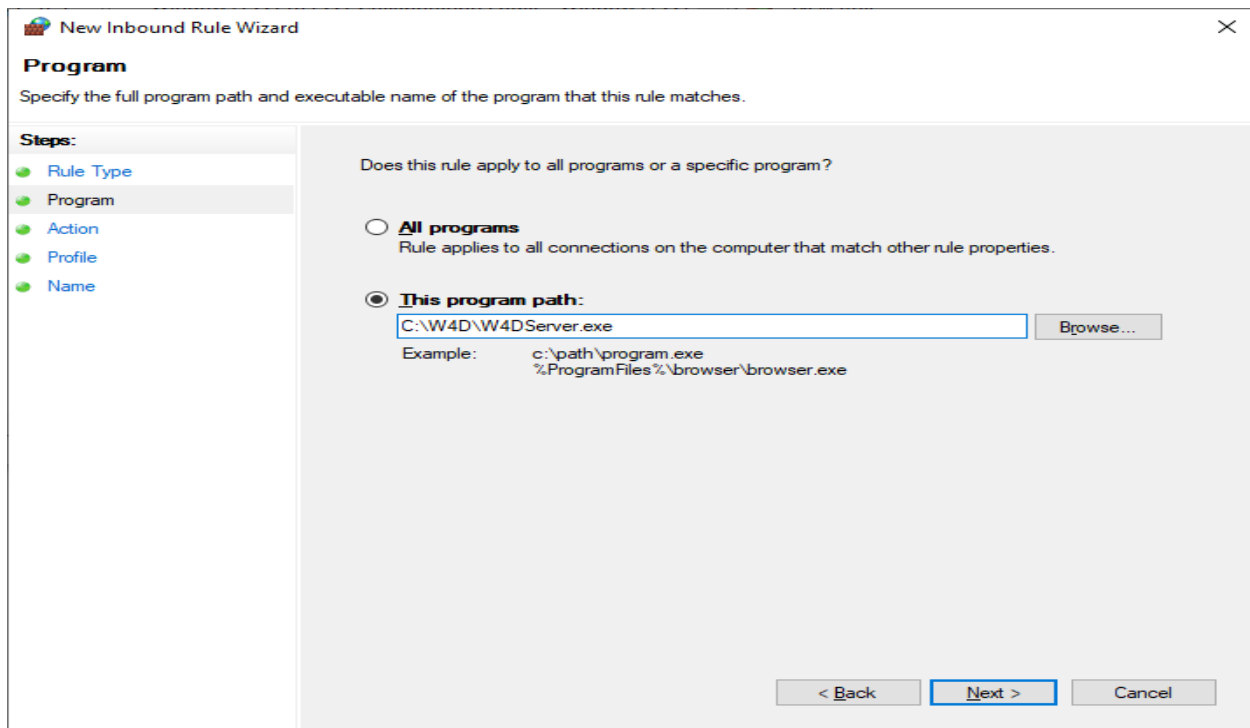 New Inbound Rule Wizard
Program
Specify the full program path and executable name of the program that this rule matches.
Steps:
Rule Type
Program
Action
Profile
Name
Does this rule apply to all programs or a specific program?
All programs
Rule applies to all connections on the computer that match other rule properties.
This program path:
C:\W4D\W4DServer.exe
Browse...
Example: c:\path\program.exe
%ProgramFiles%\browser\browser.exe
< Back Next > Cancel